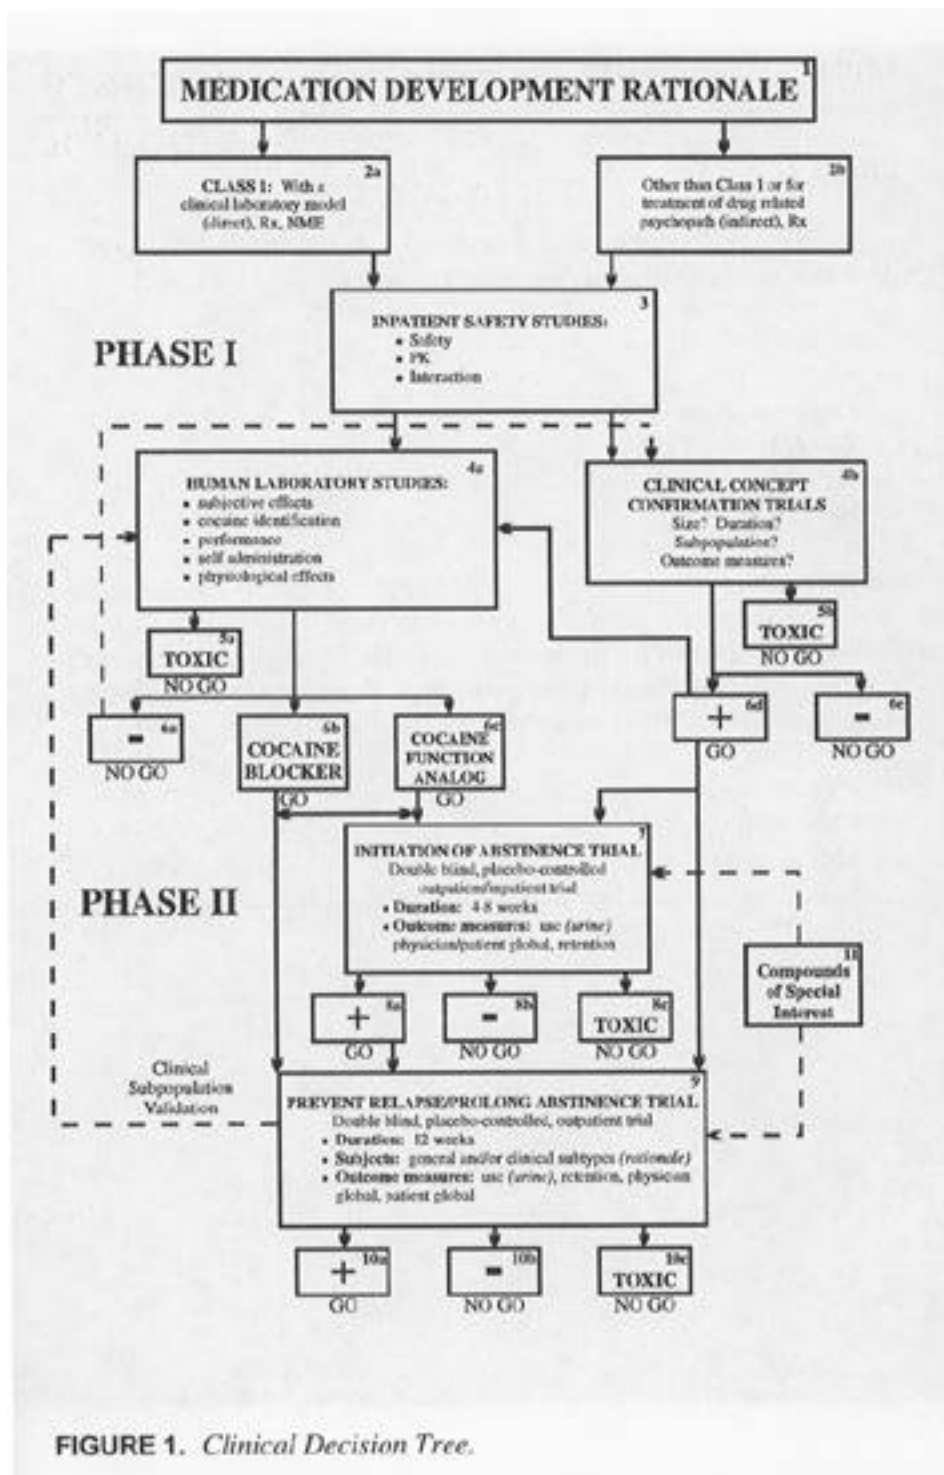 1
MEDICATION DEVELOPMENT RATIONALE
2a
CLASS 1: With a
clinical laboratory model
(direct), Rx, NME
2b
Other than Class 1 or for
treatment of drug related
psychopath (indirect), Rx
3
INPATIENT SAFETY STUDIES:
• Safety
• PK
• Interaction
PHASE I
4a
HUMAN LABORATORY STUDIES:
• subjective effects
• cocaine identification
• performance
• self administration
• physiological effects
4b
CLINICAL CONCEPT
CONFIRMATION TRIALS
Size? Duration?
Subpopulation?
Outcome measures?
5a
TOXIC
NO GO
5b
TOXIC
NO GO
- 6a
NO GO
6b
COCAINE
BLOCKER
GO
6c
COCAINE
FUNCTION
ANALOG
GO
+ 6d
GO
- 6e
NO GO
PHASE II
7
INITIATION OF ABSTINENCE TRIAL
Double blind, placebo-controlled
outpatient/inpatient trial
• Duration: 4-8 weeks
• Outcome measures: use (urine)
physician/patient global, retention
+ 8a
GO
- 8b
NO GO
8c
TOXIC
NO GO
11
Compounds
of Special
Interest
Clinical
Subpopulation
Validation
9
PREVENT RELAPSE/PROLONG ABSTINENCE TRIAL
Double blind, placebo-controlled, outpatient trial
• Duration: 12 weeks
• Subjects: general and/or clinical subtypes (rationale)
• Outcome measures: use (urine), retention, physician
global, patient global
+ 10a
GO
- 10b
NO GO
10c
TOXIC
NO GO
FIGURE 1. Clinical Decision Tree.